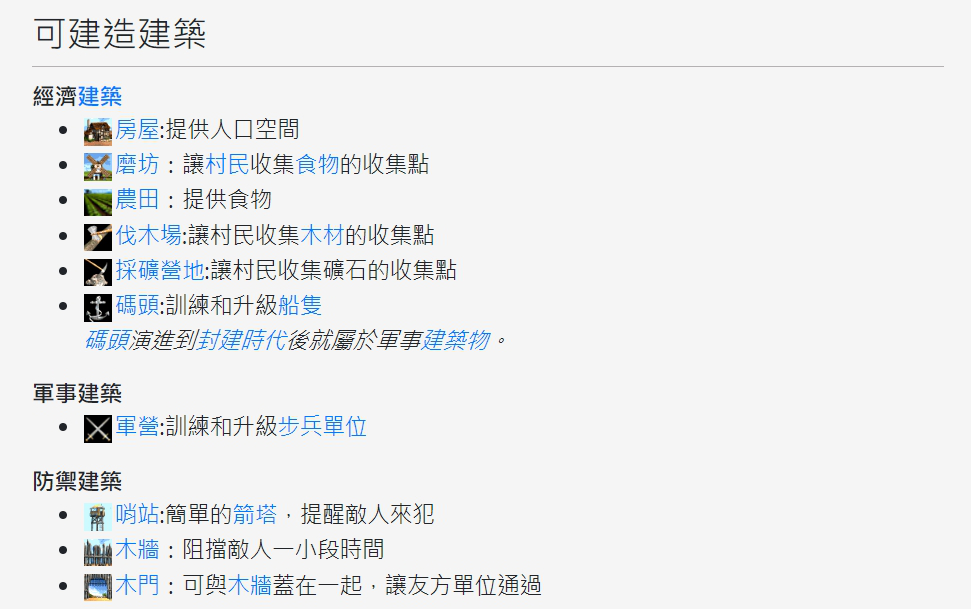 可建造建築
經濟建築
房屋:提供人口空間
磨坊：讓村民收集食物的收集點
農田：提供食物
伐木場:讓村民收集木材的收集點
採礦營地:讓村民收集礦石的收集點
碼頭:訓練和升級船隻
碼頭演進到封建時代後就屬於軍事建築物。
軍事建築
軍營:訓練和升級步兵單位
防禦建築
哨站:簡單的箭塔，提醒敵人來犯
木牆：阻擋敵人一小段時間
木門：可與木牆蓋在一起，讓友方單位通過